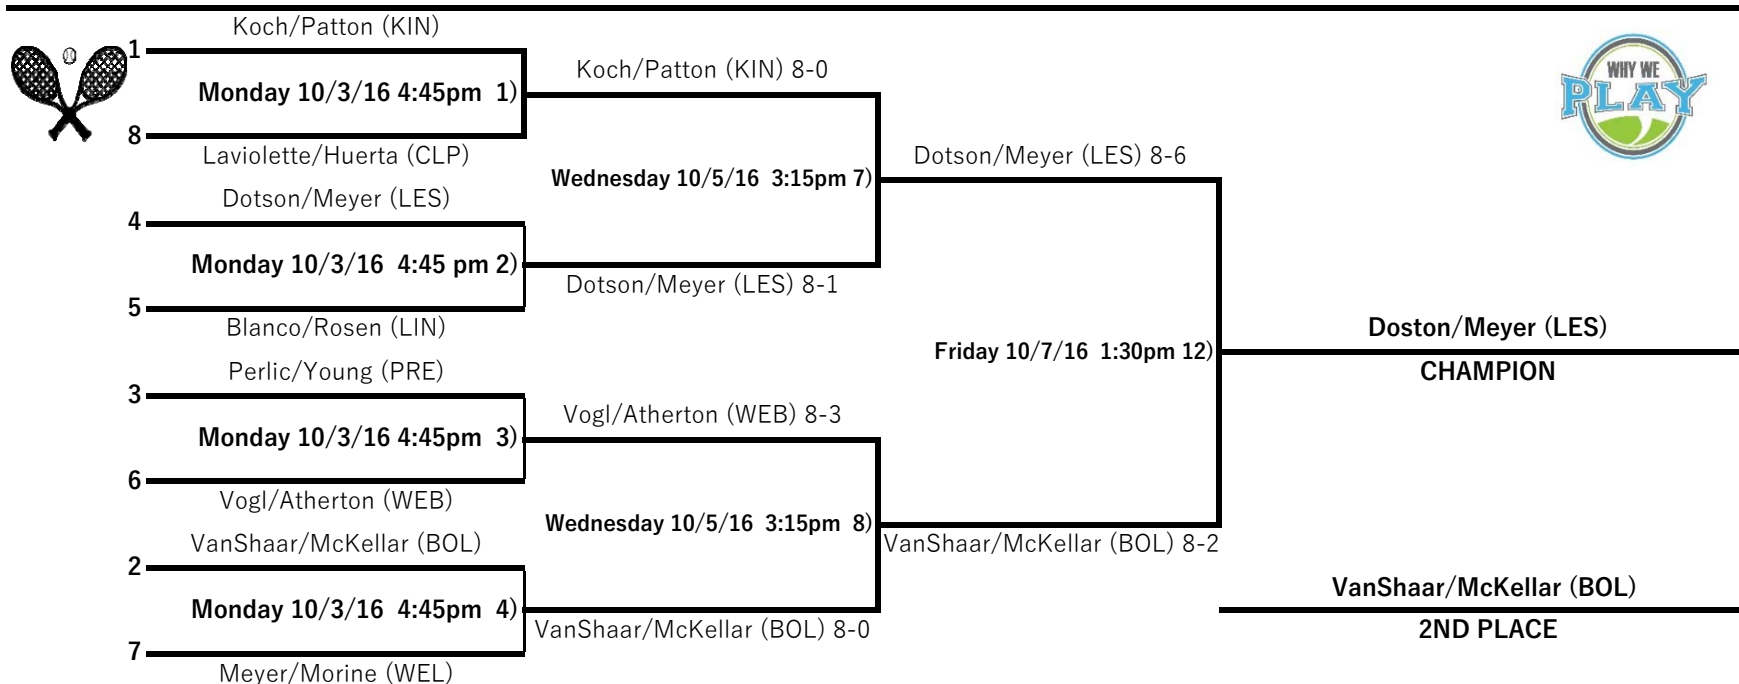 Koch/Patton (KIN)
1
Monday 10/3/16 4:45pm 1)
8
Laviolette/Huerta (CLP)
Koch/Patton (KIN) 8-0
Dotson/Meyer (LES)
4
Monday 10/3/16 4:45 pm 2)
5
Blanco/Rosen (LIN)
Wednesday 10/5/16 3:15pm 7)
Dotson/Meyer (LES) 8-1
Dotson/Meyer (LES) 8-6
Perlic/Young (PRE)
3
Monday 10/3/16 4:45pm 3)
6
Vogl/Atherton (WEB)
Vogl/Atherton (WEB) 8-3
VanShaar/McKellar (BOL)
2
Monday 10/3/16 4:45pm 4)
7
Meyer/Morine (WEL)
Wednesday 10/5/16 3:15pm 8)
VanShaar/McKellar (BOL) 8-0
VanShaar/McKellar (BOL) 8-2
Friday 10/7/16 1:30pm 12)
WHY WE
PLAY
Doston/Meyer (LES)
CHAMPION
VanShaar/McKellar (BOL)
2ND PLACE